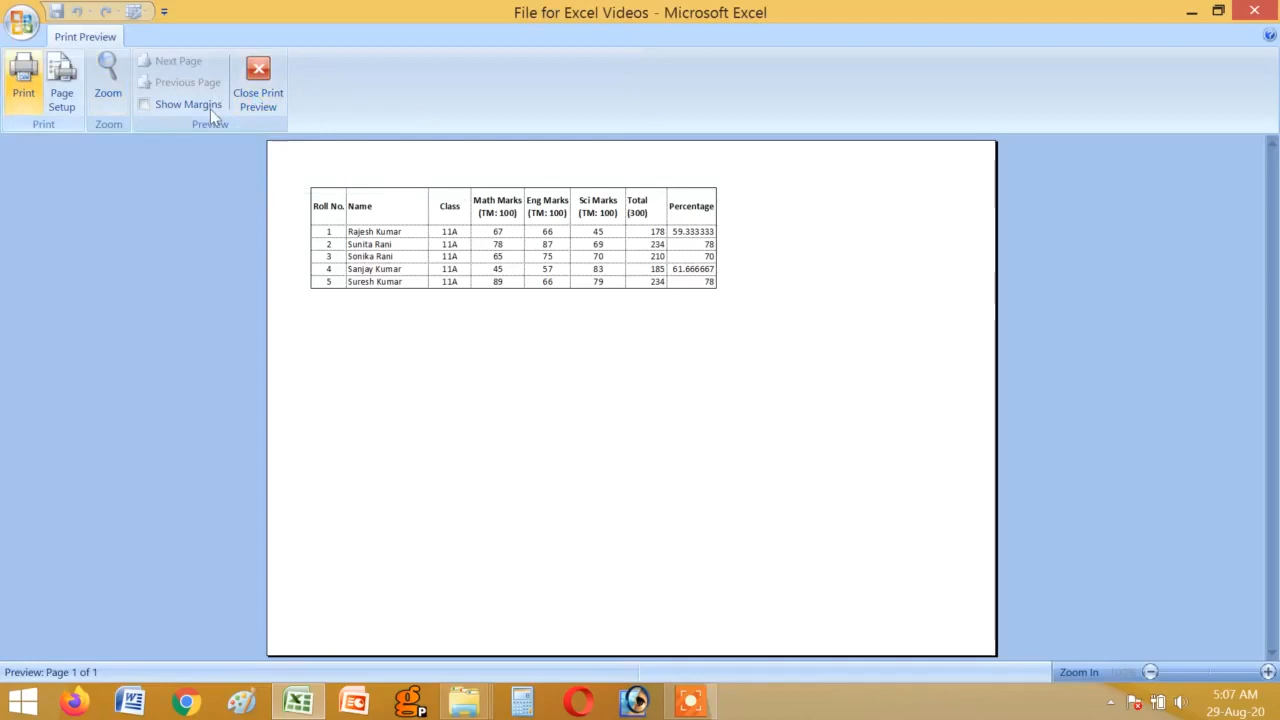 File for Excel Videos - Microsoft Excel
Print Preview
Print
Page Setup
Zoom
Next Page
Previous Page
Show Margins
Close Print Preview
Print
Zoom
Preview
Roll No. Name Class Math Marks (TM: 100) Eng Marks (TM: 100) Sci Marks (TM: 100) Total (300) Percentage
1 Rajesh Kumar 11A 67 66 45 178 59.333333
2 Sunita Rani 11A 78 87 69 234 78
3 Sonika Rani 11A 65 75 70 210 70
4 Sanjay Kumar 11A 45 57 83 185 61.666667
5 Suresh Kumar 11A 89 66 79 234 78
Preview: Page 1 of 1
Zoom In 100%
5:07 AM
29-Aug-20